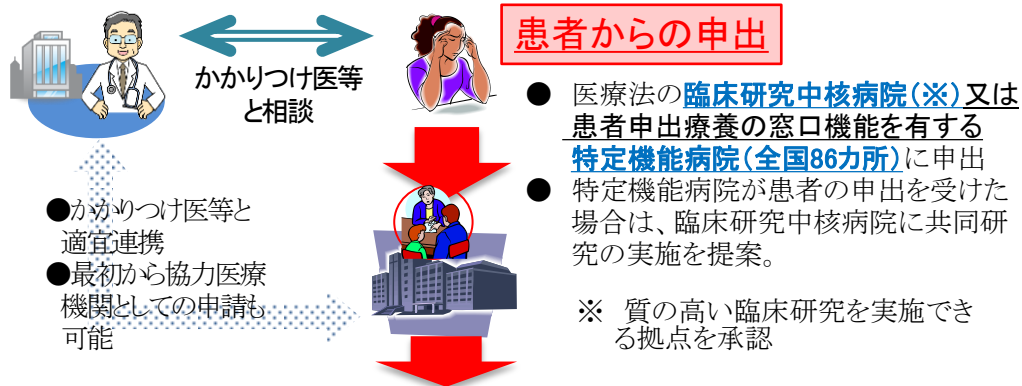 患者からの申出
かかりつけ医等
と相談
● 医療法の臨床研究中核病院(※)又は
患者申出療養の窓口機能を有する
特定機能病院(全国86カ所)に申出
● 特定機能病院が患者の申出を受けた
場合は、臨床研究中核病院に共同研
究の実施を提案。
※ 質の高い臨床研究を実施でき
る拠点を承認
●かかりつけ医等と
適宜連携
●最初から協力医療
機関としての申請も
可能